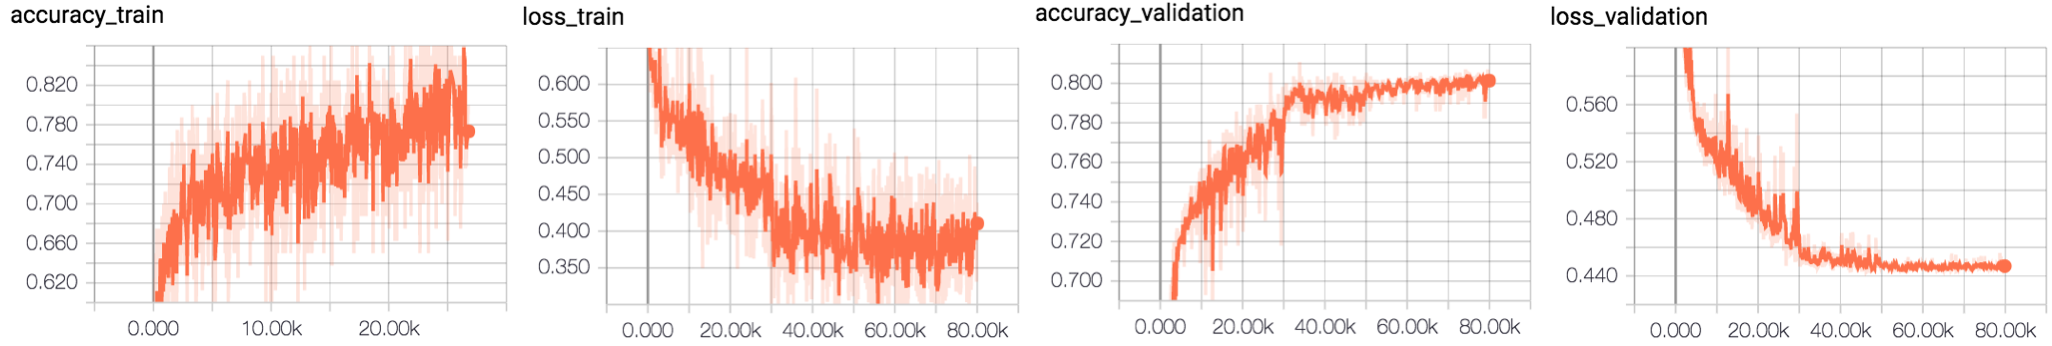 accuracy_train
0.820
0.780
0.740
0.700
0.660
0.620
0.000 10.00k 20.00k
loss_train
0.600
0.550
0.500
0.450
0.400
0.350
0.000 20.00k 40.00k 60.00k 80.00k
accuracy_validation
0.800
0.780
0.760
0.740
0.720
0.700
0.000 20.00k 40.00k 60.00k 80.00k
loss_validation
0.560
0.520
0.480
0.440
0.000 20.00k 40.00k 60.00k 80.00k